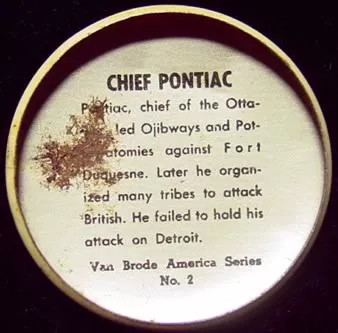 CHIEF PONTIAC
Pontiac, chief of the Otta-
led Ojibways and Pot-
atomies against Fort
Duquesne. Later he organ-
ized many tribes to attack
British. He failed to hold his
attack on Detroit.
Van Brode America Series
No. 2